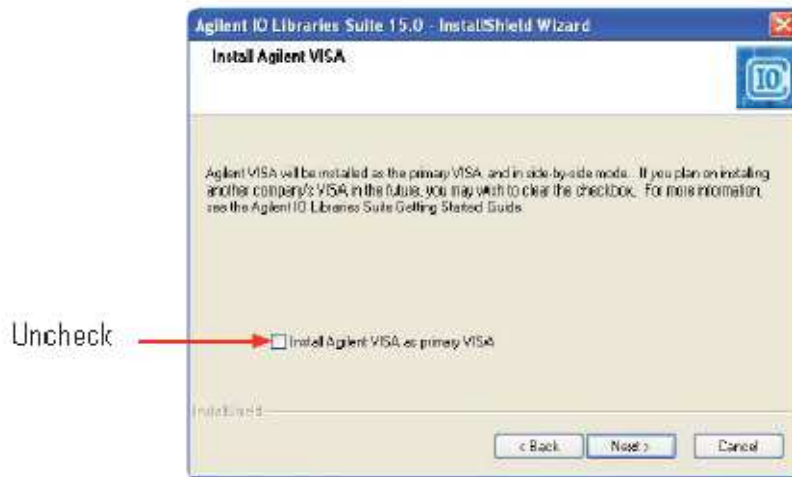 Agilent IO Libraries Suite 15.0 - InstallShield Wizard
Install Agilent VISA
IO
Agilent VISA will be installed as the primary VISA, and in side-by-side mode. If you plan on installing
another company's VISA in the future, you may wish to clear the checkbox. For more information,
see the Agilent IO Libraries Suite Getting Started Guide.
Uncheck
Install Agilent VISA as primary VISA
InstallShield
< Back Next > Cancel